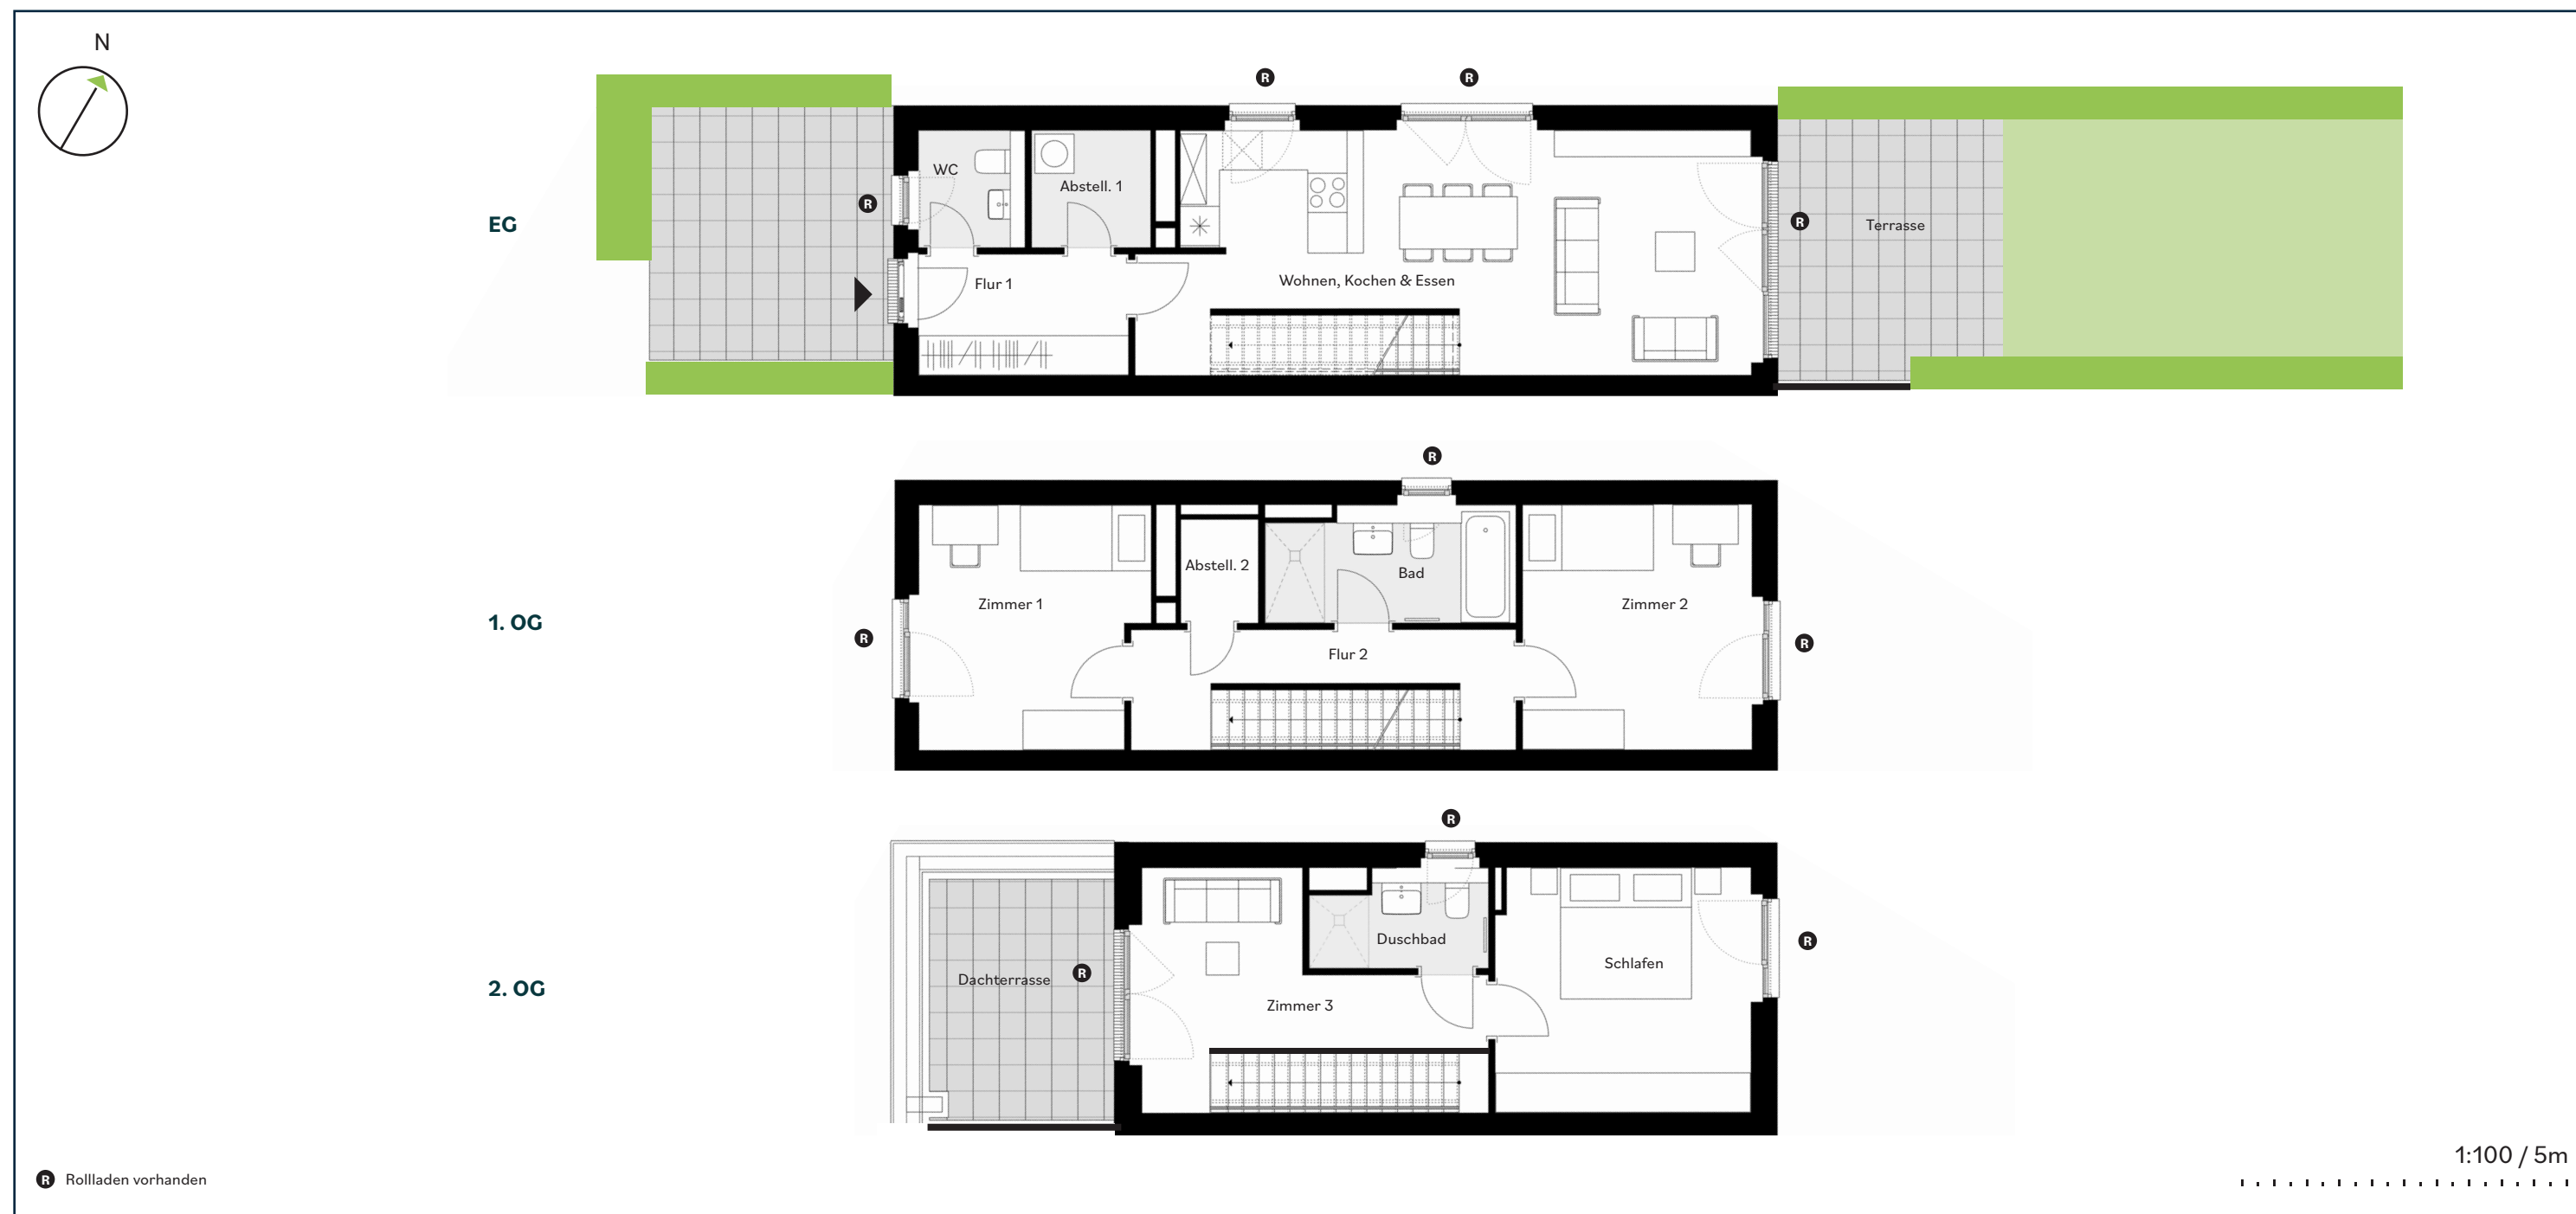 N
R
R
WC
Abstell. 1
R
EG
R
Terrasse
Flur 1
Wohnen, Kochen & Essen
R
Abstell. 2
Bad
Zimmer 1
Zimmer 2
1. OG
R
R
Flur 2
R
Duschbad
R
Schlafen
Dachterrasse
R
2. OG
Zimmer 3
1:100 / 5m
R Rollladen vorhanden